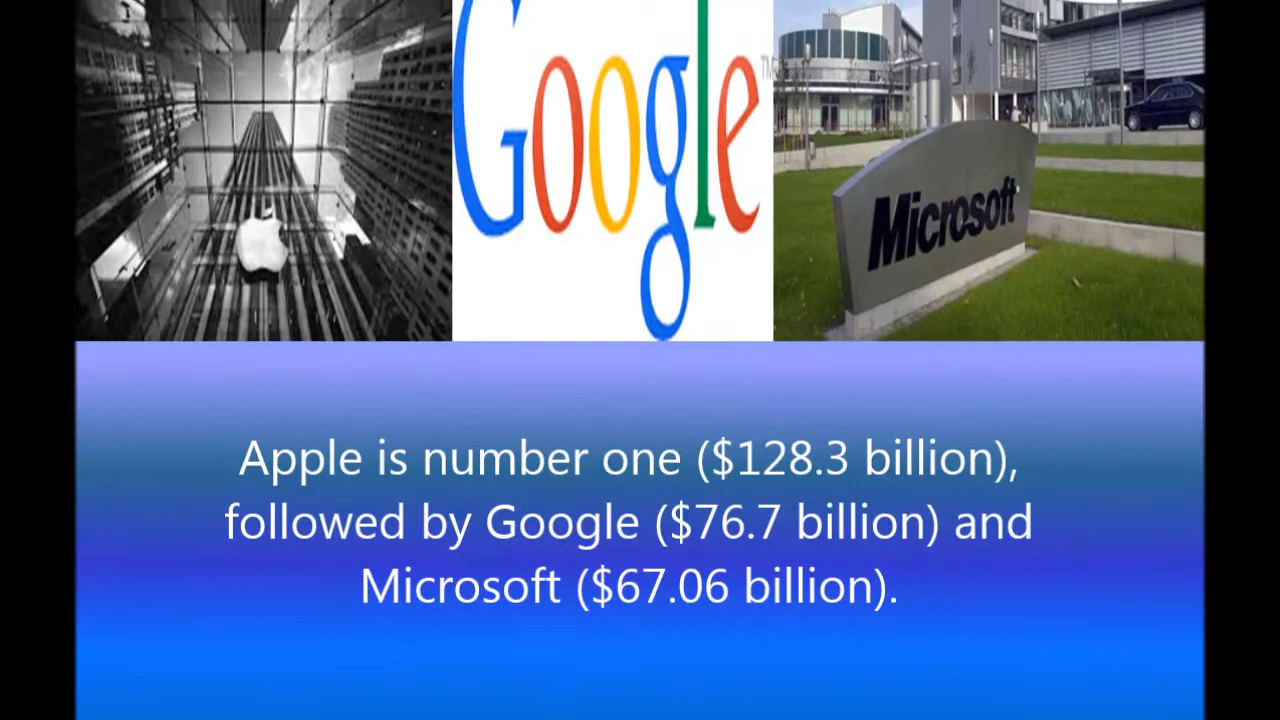 Google
Microsoft
Apple is number one ($128.3 billion),
followed by Google ($76.7 billion) and
Microsoft ($67.06 billion).